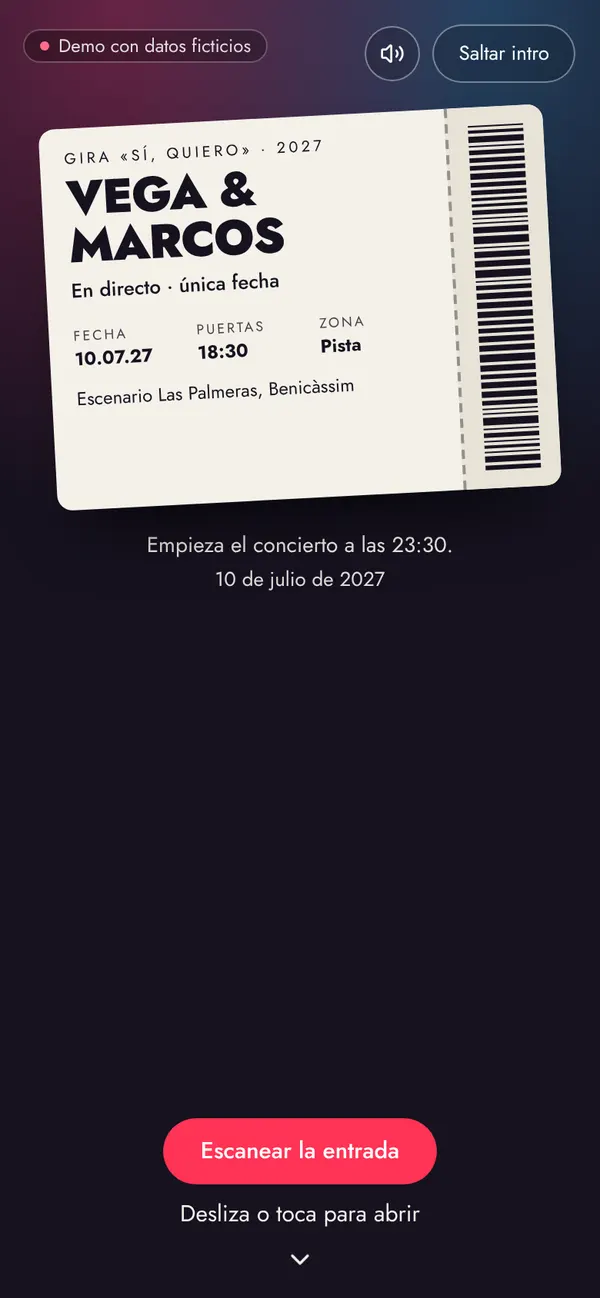 Demo con datos ficticios
Saltar intro
GIRA «SÍ, QUIERO» · 2027
VEGA &
MARCOS
En directo · única fecha
FECHA PUERTAS ZONA
10.07.27 18:30 Pista
Escenario Las Palmeras, Benicàssim
Empieza el concierto a las 23:30.
10 de julio de 2027
Escanear la entrada
Desliza o toca para abrir